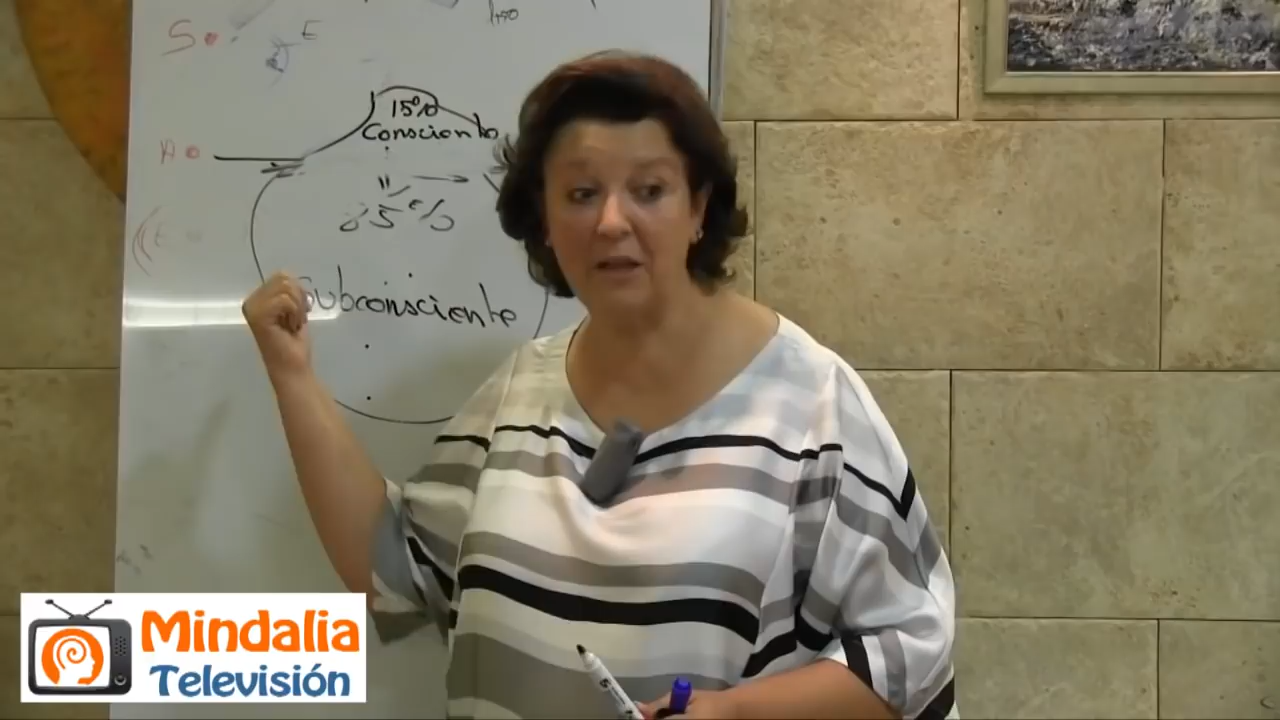 S
E
15%
Consciente
A
85%
Subconsciente
Mindalia
Televisión